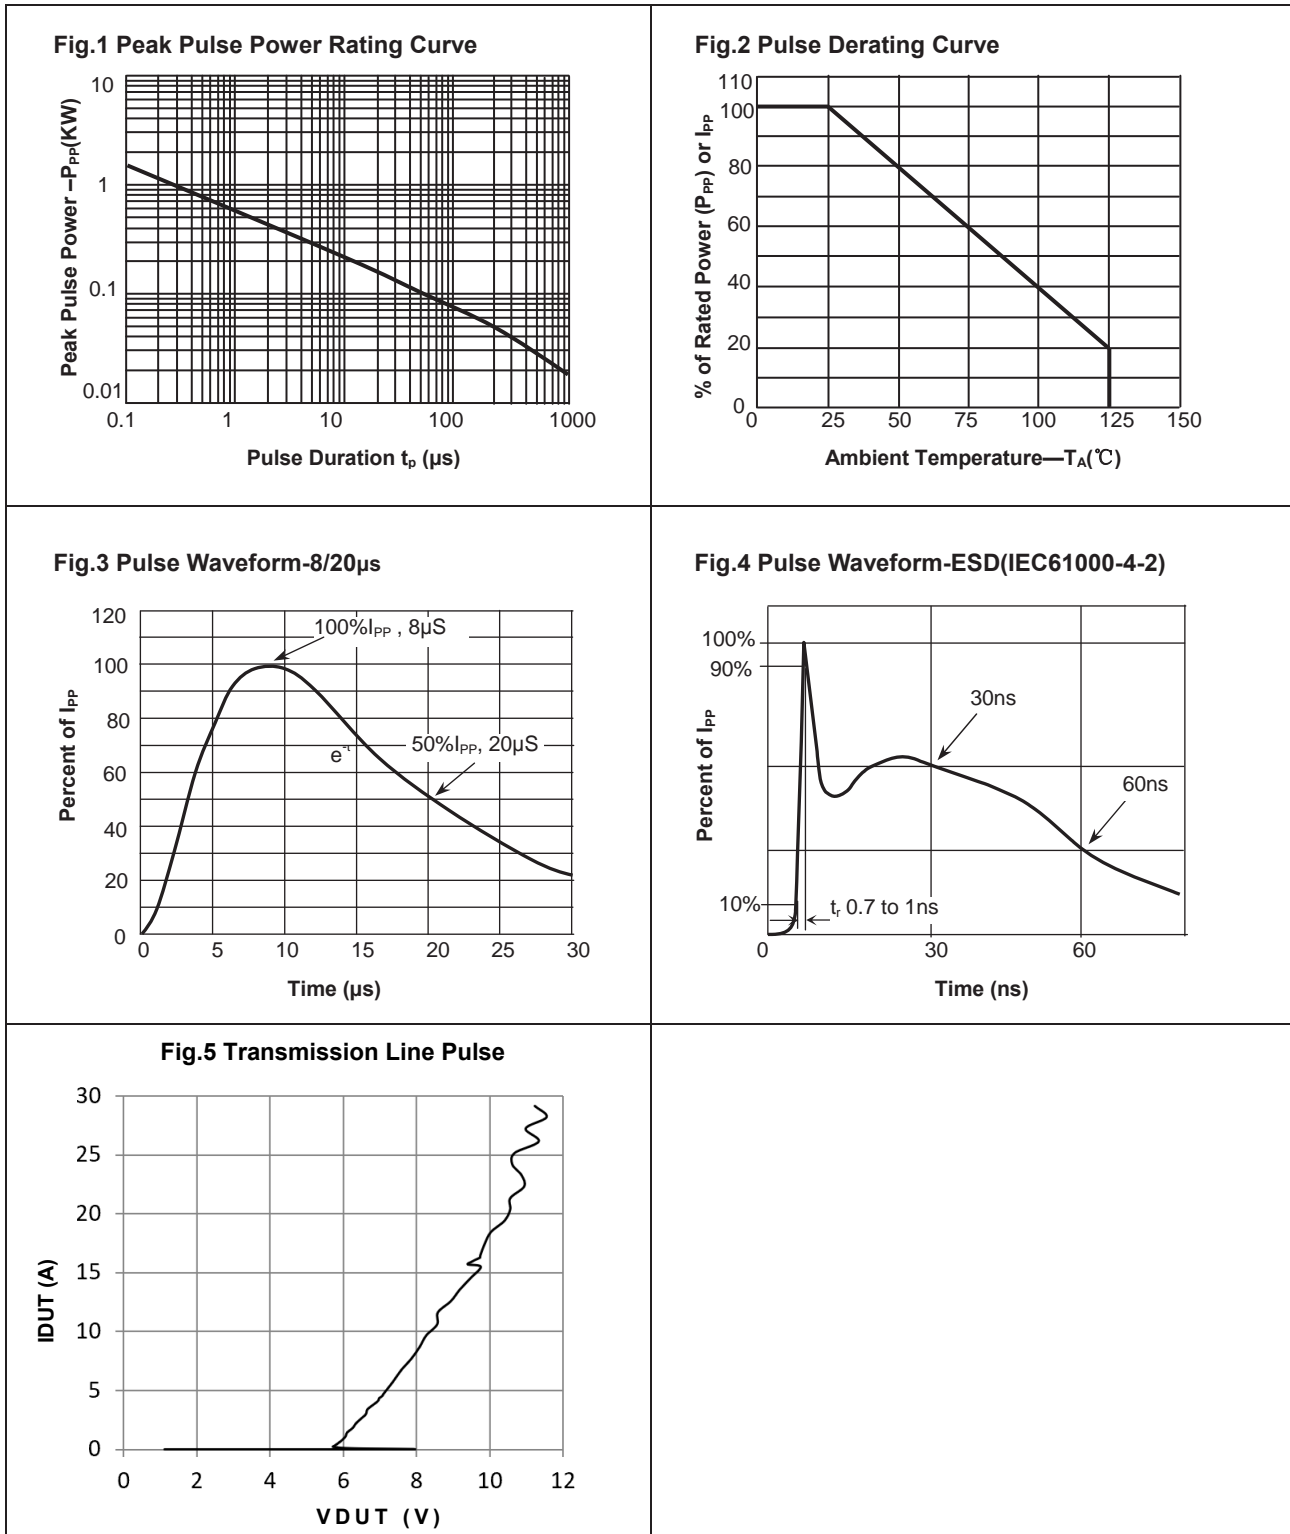 Fig.1 Peak Pulse Power Rating Curve
Peak Pulse Power –PPP(KW)
10
1
0.1
0.01
0.1 1 10 100 1000
Pulse Duration tp (µs)
Fig.2 Pulse Derating Curve
% of Rated Power (PPP) or IPP
110
100
80
60
40
20
0
0 25 50 75 100 125 150
Ambient Temperature—TA(℃)
Fig.3 Pulse Waveform-8/20µs
Percent of IPP
120
100
80
60
40
20
0
100%IPP , 8µS
e-t
50%IPP, 20µS
0 5 10 15 20 25 30
Time (µs)
Fig.4 Pulse Waveform-ESD(IEC61000-4-2)
Percent of IPP
100%
90%
10%
30ns
60ns
tr 0.7 to 1ns
0 30 60
Time (ns)
Fig.5 Transmission Line Pulse
IDUT (A)
30
25
20
15
10
5
0
0 2 4 6 8 10 12
VDUT (V)